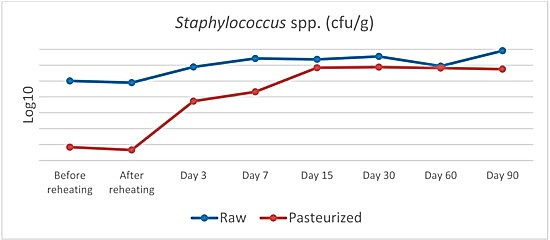 Staphylococcus spp. (cfu/g)
Log10
Before reheating
After reheating
Day 3
Day 7
Day 15
Day 30
Day 60
Day 90
Raw
Pasteurized